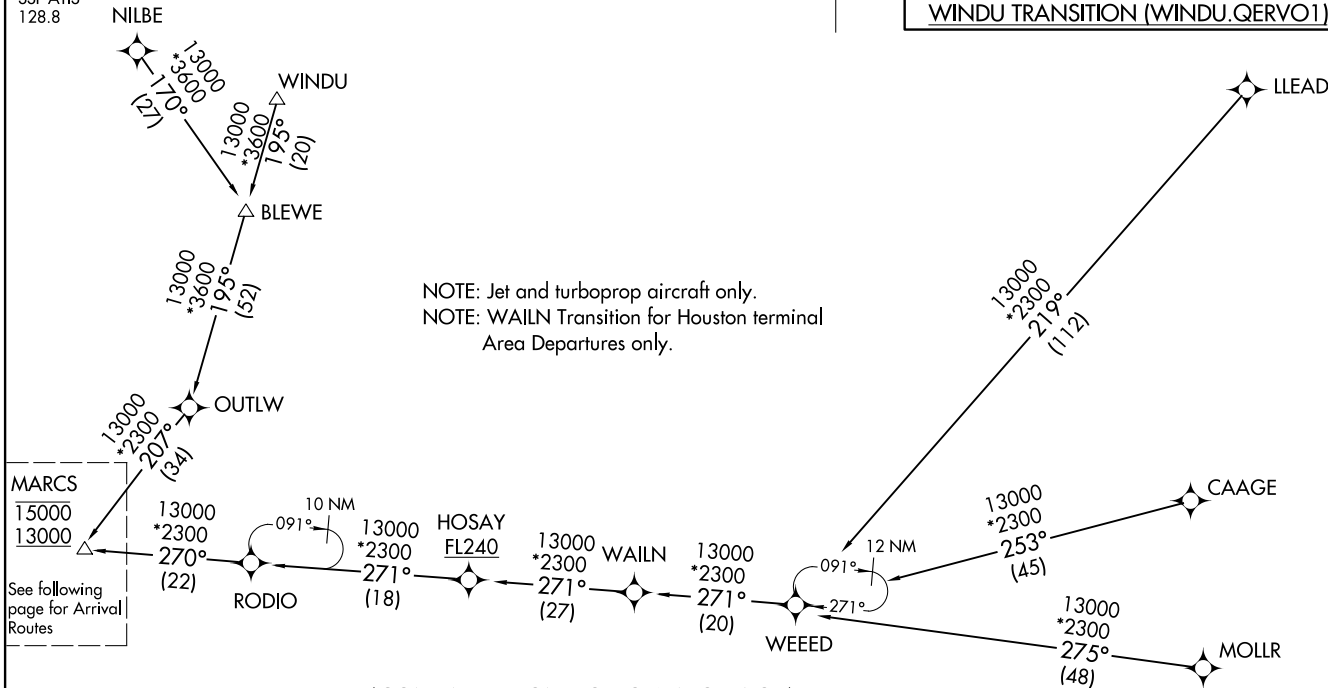 128.8
NILBE
WINDU TRANSITION (WINDU.QERVO1)
13000
*3600
170°
(27)
WINDU
13000
*3600
195°
(20)
LLEAD
BLEWE
13000
*3600
195°
(52)
NOTE: Jet and turboprop aircraft only.
NOTE: WAILN Transition for Houston terminal
Area Departures only.
13000
*2300
219°
(112)
OUTLW
13000
*2300
207°
(34)
MARCS
15000
13000
See following
page for Arrival
Routes
13000
*2300
270°
(22)
RODIO
091°
10 NM
13000
*2300
271°
(18)
HOSAY
FL240
13000
*2300
271°
(27)
WAILN
13000
*2300
271°
(20)
WEEED
091°
12 NM
271°
13000
*2300
253°
(45)
CAAGE
13000
*2300
275°
(48)
MOLLR